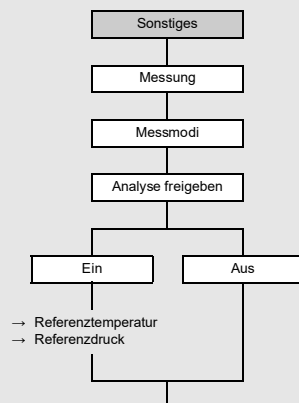 Sonstiges
Messung
Messmodi
Analyse freigeben
Ein
Aus
→ Referenztemperatur
→ Referenzdruck